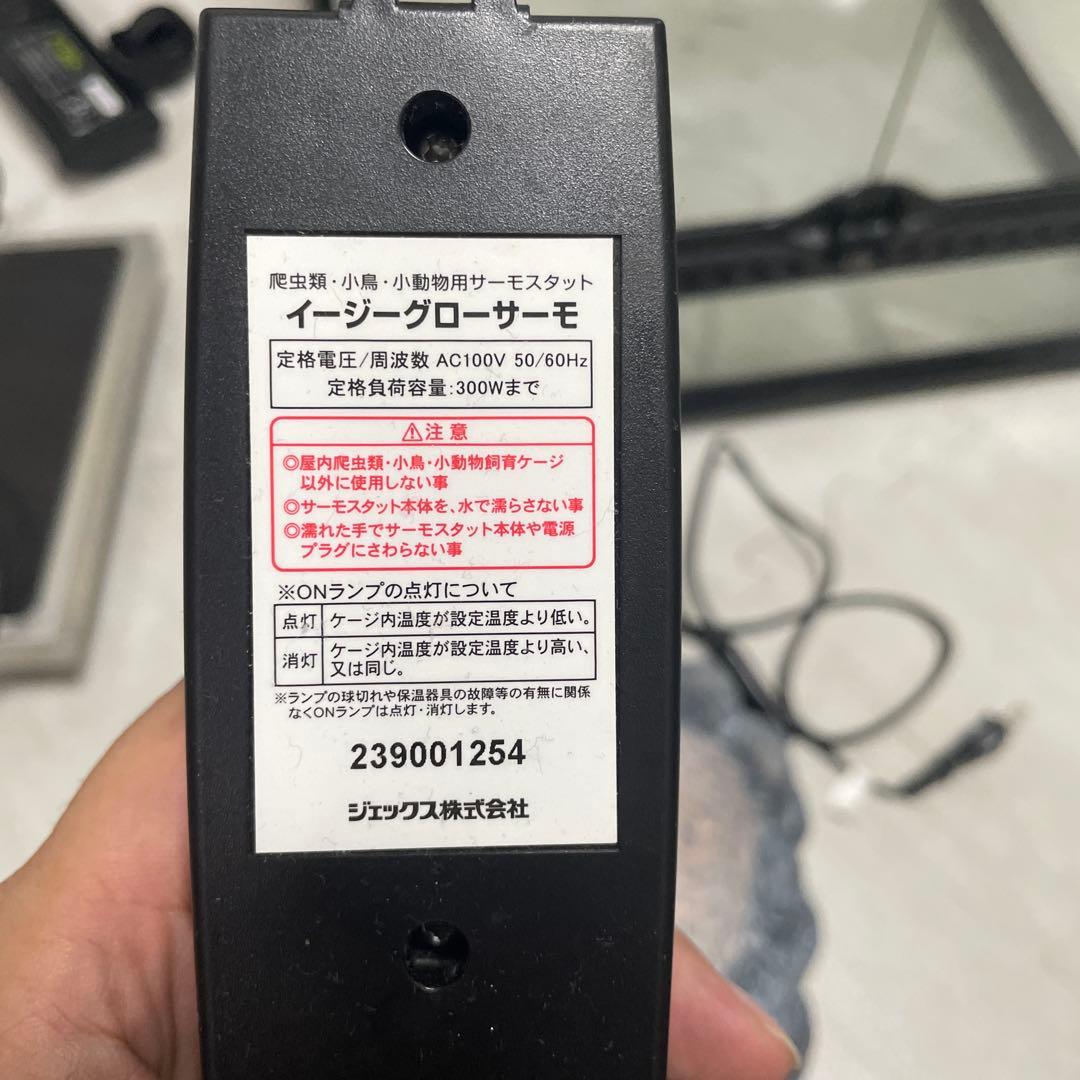 爬虫類・小鳥・小動物用サーモスタット
イージーグローサーモ
定格電圧/周波数 AC100V 50/60Hz
定格負荷容量:300Wまで
⚠注 意
◎屋内爬虫類・小鳥・小動物飼育ケージ
以外に使用しない事
◎サーモスタット本体を、水で濡らさない事
◎濡れた手でサーモスタット本体や電源
プラグにさわらない事
※ONランプの点灯について
点灯 ケージ内温度が設定温度より低い。
消灯 ケージ内温度が設定温度より高い、
又は同じ。
※ランプの球切れや保温器具の故障等の有無に関係
なくONランプは点灯・消灯します。
239001254
ジェックス株式会社